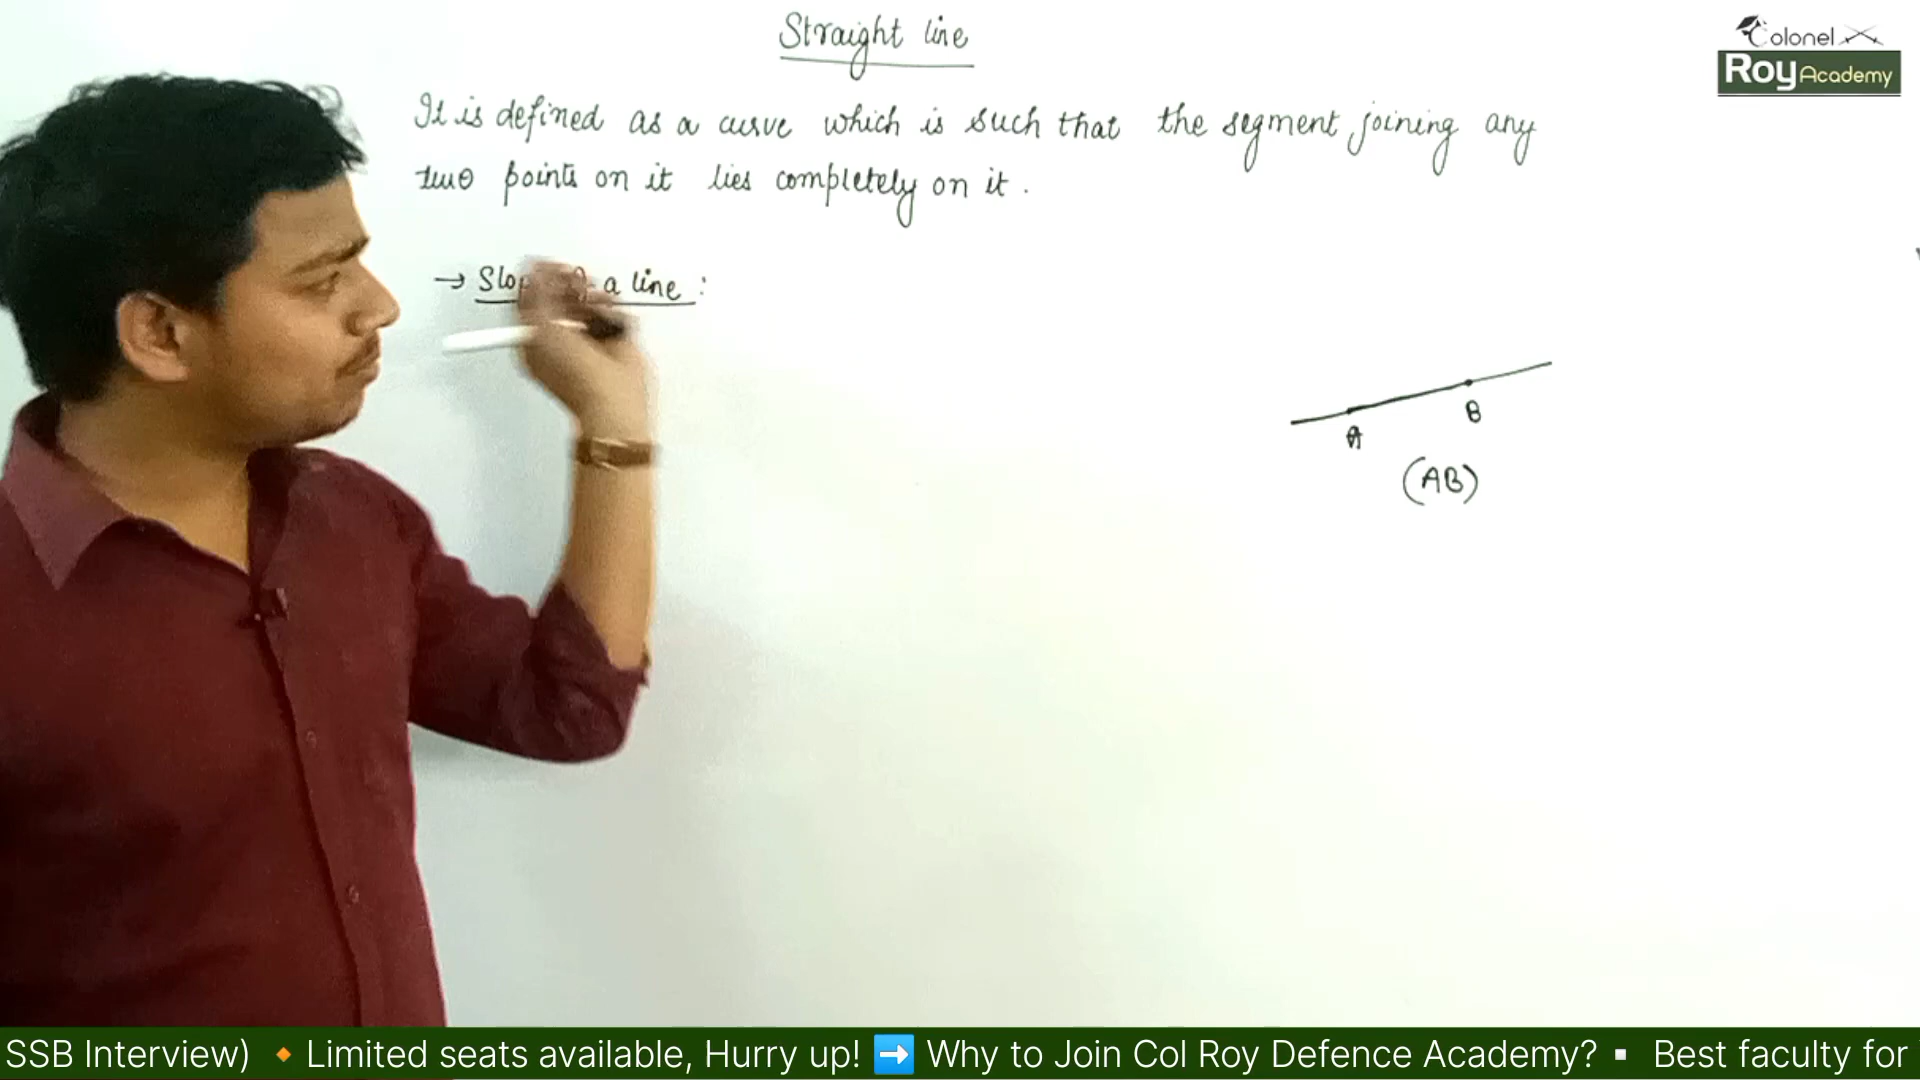 Straight line
Colonel
Roy Academy
It is defined as a curve which is such that the segment joining any
two points on it lies completely on it.
→ a line :
A
B
(AB)
SSB Interview) 🔸Limited seats available, Hurry up! ➡️ Why to Join Col Roy Defence Academy? ▫️ Best faculty for